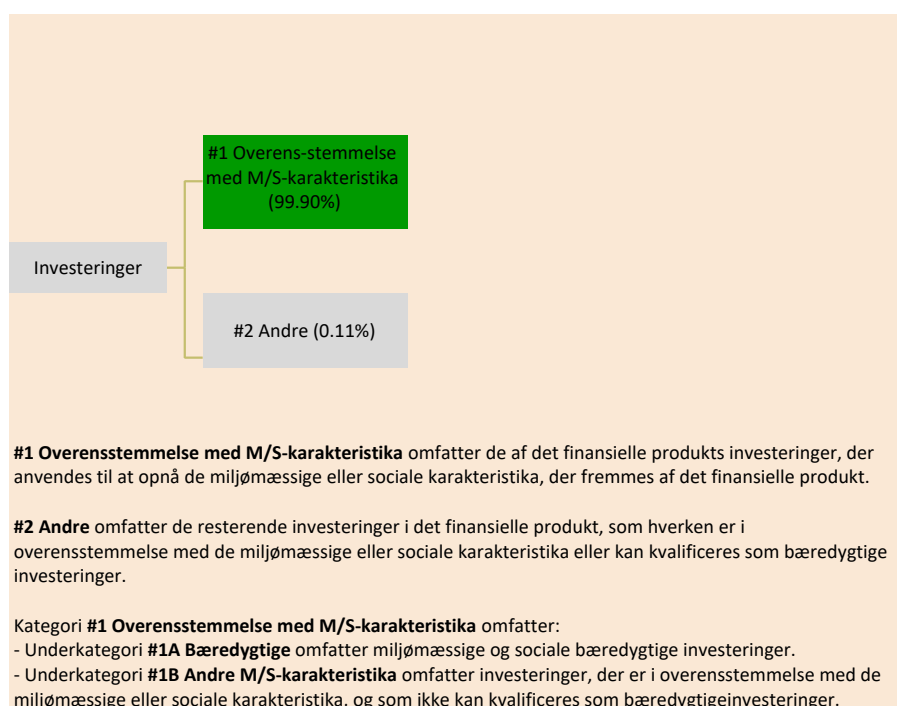 #1 Overens-stemmelse
med M/S-karakteristika
(99.90%)
Investeringer
#2 Andre (0.11%)
#1 Overensstemmelse med M/S-karakteristika omfatter de af det finansielle produkts investeringer, der
anvendes til at opnå de miljømæssige eller sociale karakteristika, der fremmes af det finansielle produkt.
#2 Andre omfatter de resterende investeringer i det finansielle produkt, som hverken er i
overensstemmelse med de miljømæssige eller sociale karakteristika eller kan kvalificeres som bæredygtige
investeringer.
Kategori #1 Overensstemmelse med M/S-karakteristika omfatter:
- Underkategori #1A Bæredygtige omfatter miljømæssige og sociale bæredygtige investeringer.
- Underkategori #1B Andre M/S-karakteristika omfatter investeringer, der er i overensstemmelse med de
miljømæssige eller sociale karakteristika, og som ikke kan kvalificeres som bæredygtigeinvesteringer.